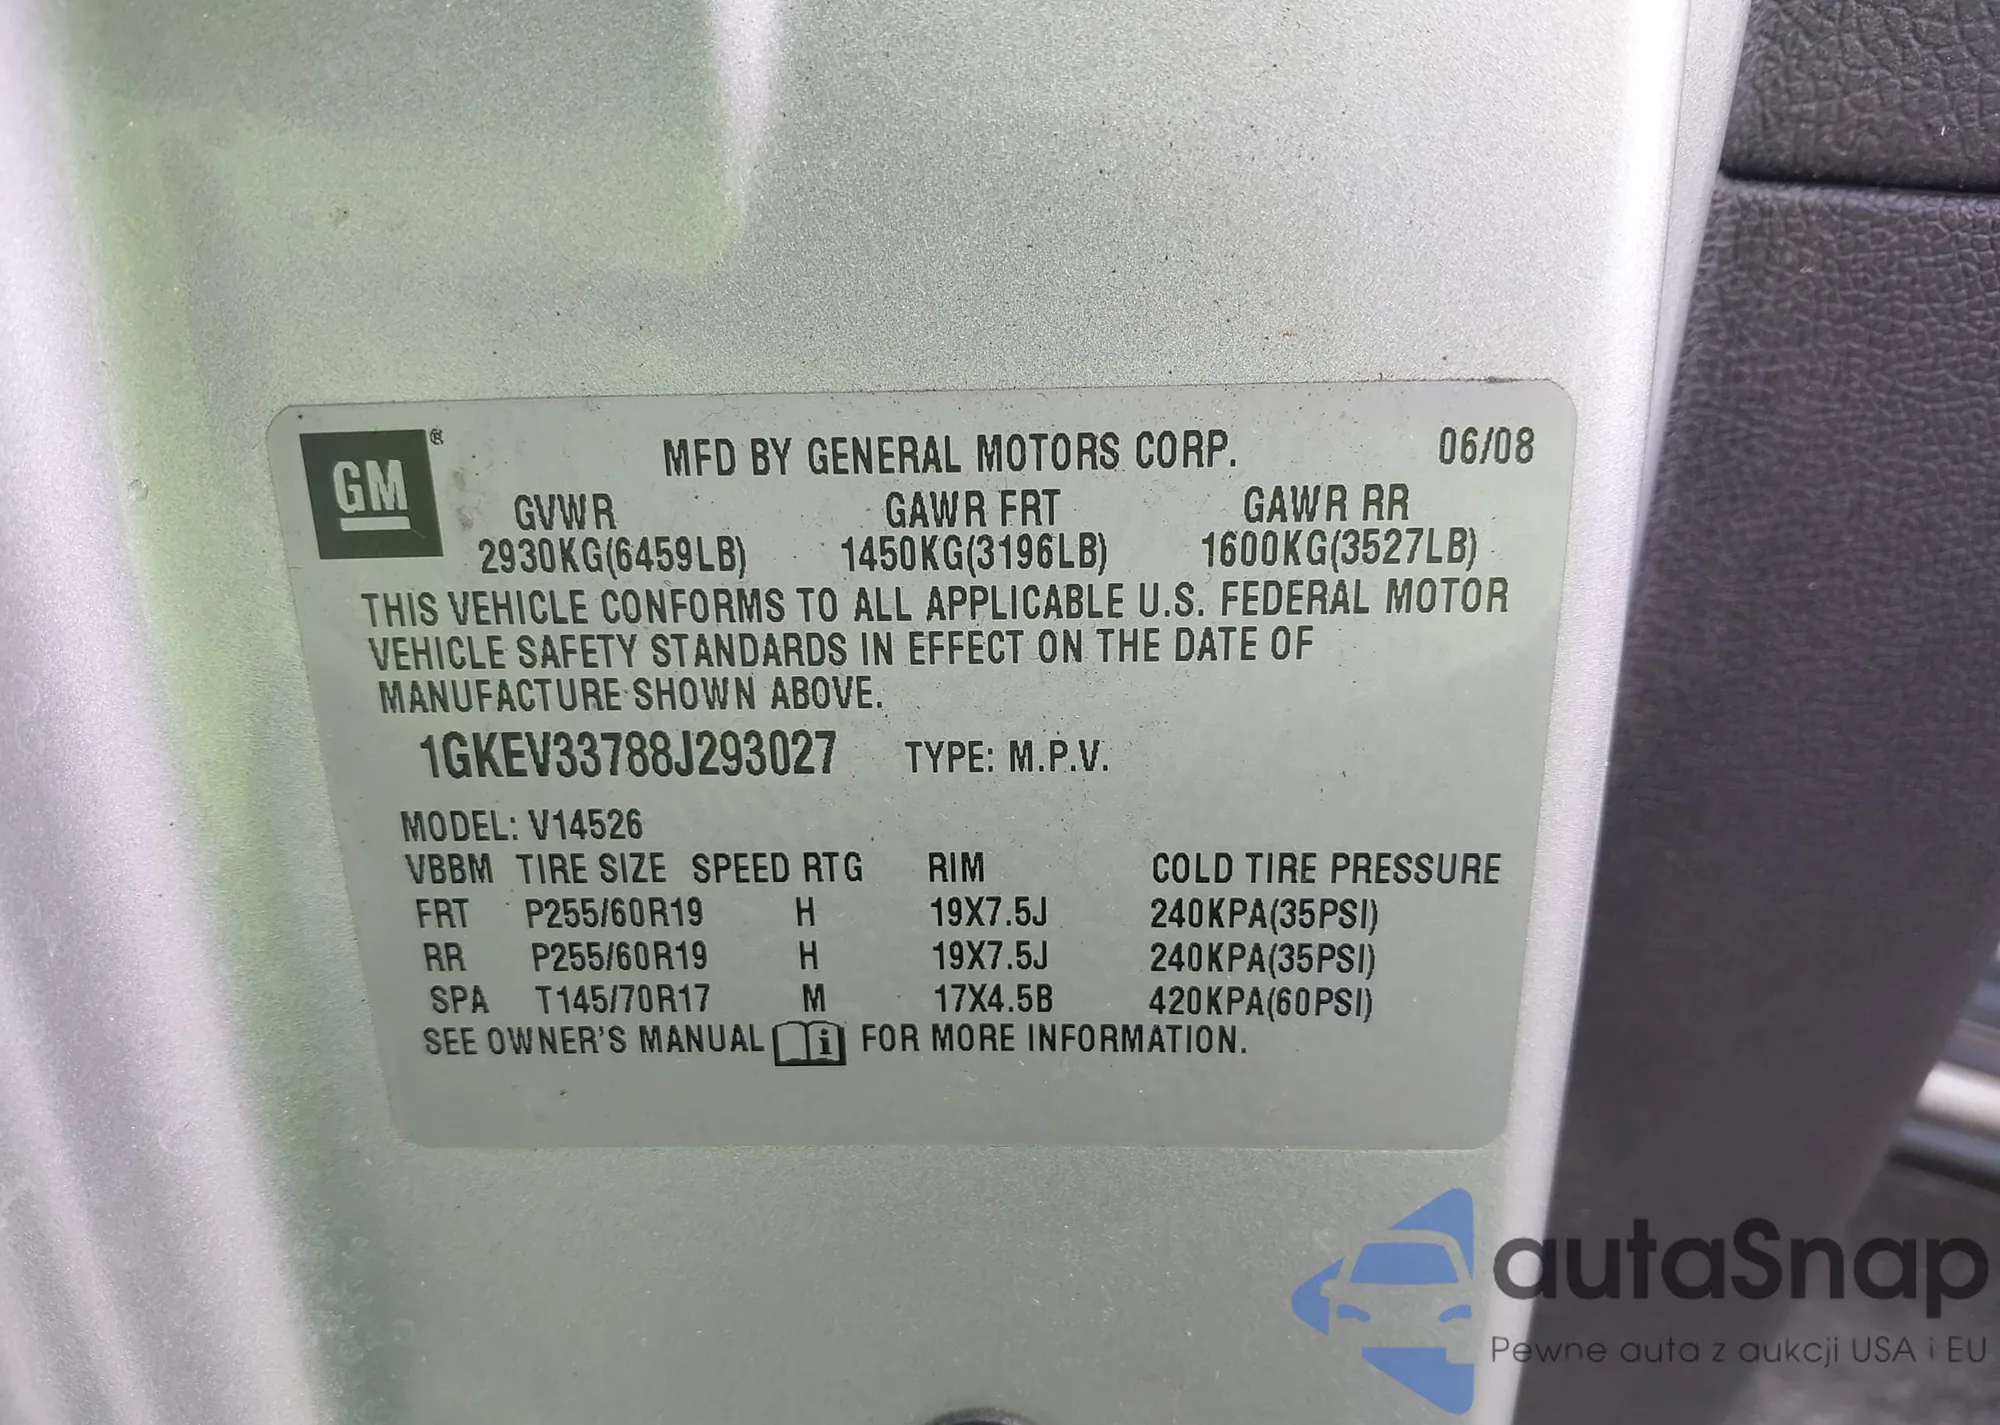 GM®
MFD BY GENERAL MOTORS CORP. 06/08
GVWR GAWR FRT GAWR RR
2930KG(6459LB) 1450KG(3196LB) 1600KG(3527LB)
THIS VEHICLE CONFORMS TO ALL APPLICABLE U.S. FEDERAL MOTOR
VEHICLE SAFETY STANDARDS IN EFFECT ON THE DATE OF
MANUFACTURE SHOWN ABOVE.
1GKEV33788J293027 TYPE: M.P.V.
MODEL: V14526
VBBM TIRE SIZE SPEED RTG RIM COLD TIRE PRESSURE
FRT P255/60R19 H 19X7.5J 240KPA(35PSI)
RR P255/60R19 H 19X7.5J 240KPA(35PSI)
SPA T145/70R17 M 17X4.5B 420KPA(60PSI)
SEE OWNER'S MANUAL i FOR MORE INFORMATION.
autaSnap
Pewne auta z aukcji USA i EU